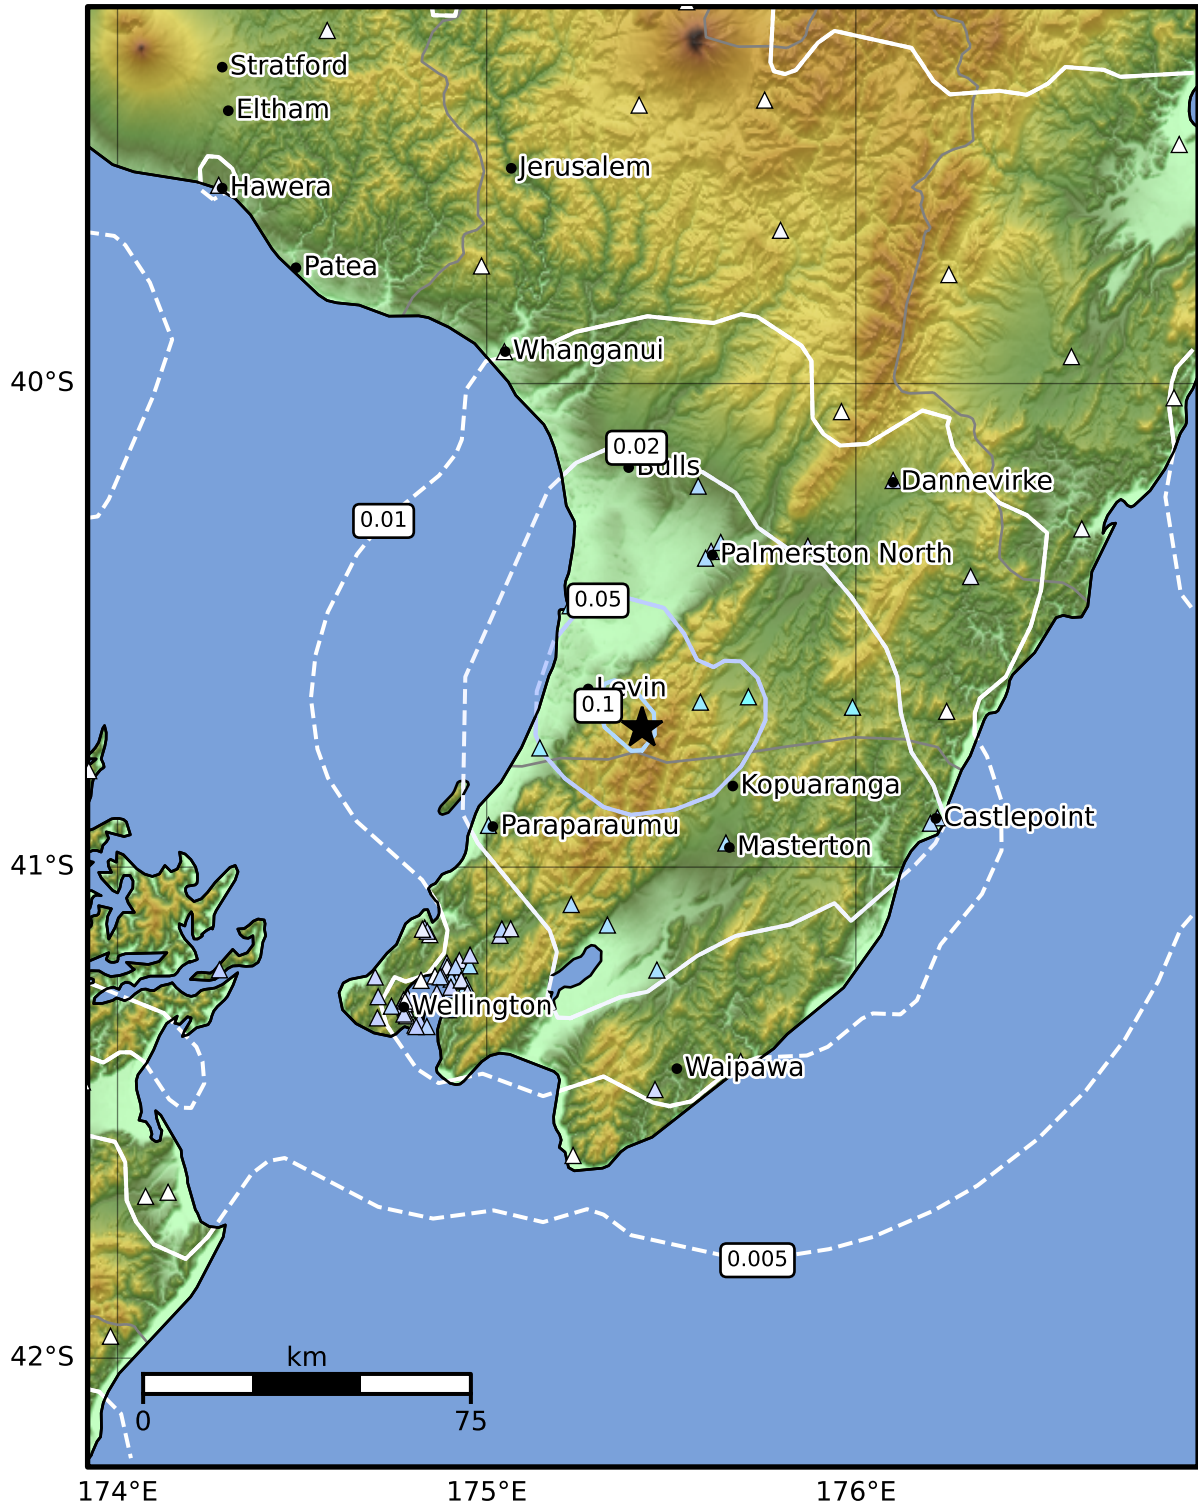 Stratford
Eltham
Jerusalem
Hawera
Patea
Whanganui
40°S
0.02
Bulls
Dannevirke
0.01
Palmerston North
0.05
Levin
0.1
Kopuaranga
Castlepoint
Paraparaumu
Masterton
41°S
Wellington
Waipawa
0.005
42°S
km
0
75
174°E
175°E
176°E